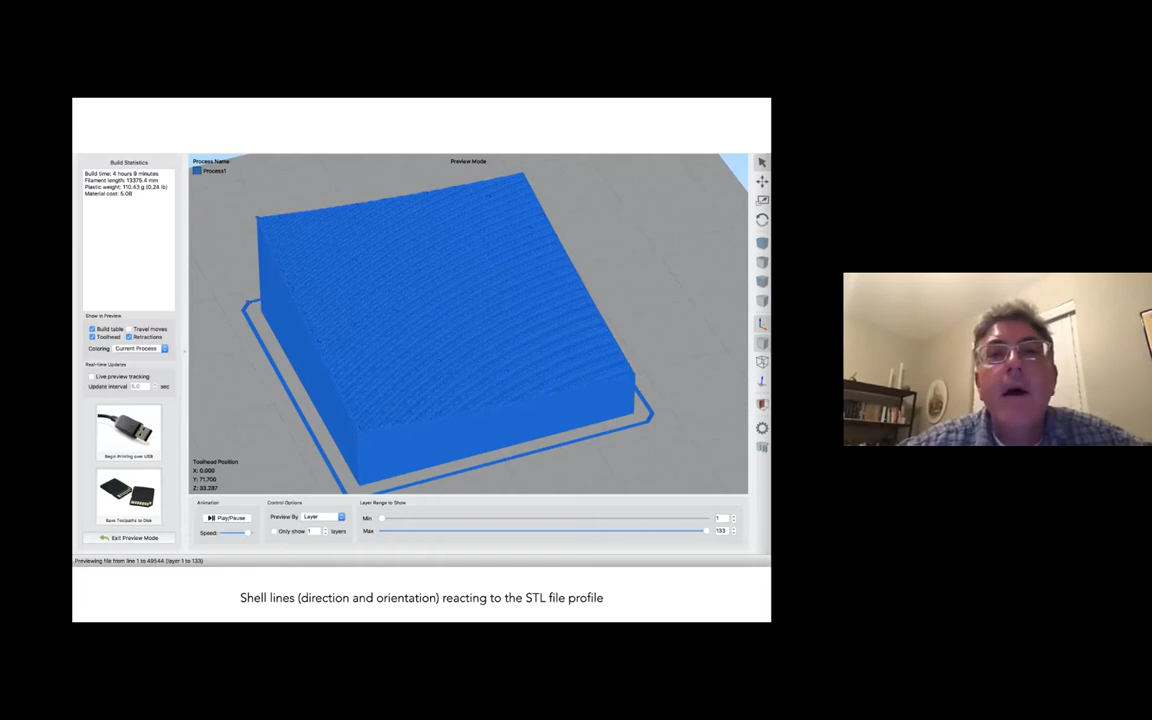 Build Statistics
Build time: 4 hours 9 minutes
Filament length: 13375.4 mm
Plastic weight: 110.43 g (0.24 lb)
Material cost: 5.08
Show in Preview
Build table
Travel moves
Toolhead
Retractions
Coloring
Current Process
Real-time Updates
Live preview tracking
Update interval
5.0
sec
Begin Printing over USB
Save Toolpaths to Disk
Exit Preview Mode
Process Name
Process1
Preview Mode
Toolhead Position
X: 0.000
Y: 71.700
Z: 33.287
Animation
Play/Pause
Speed:
Control Options
Preview By
Layer
Only show
1
layers
Layer Range to Show
Min
1
Max
133
Previewing file from line 1 to 49544 (layer 1 to 133)
Shell lines (direction and orientation) reacting to the STL file profile